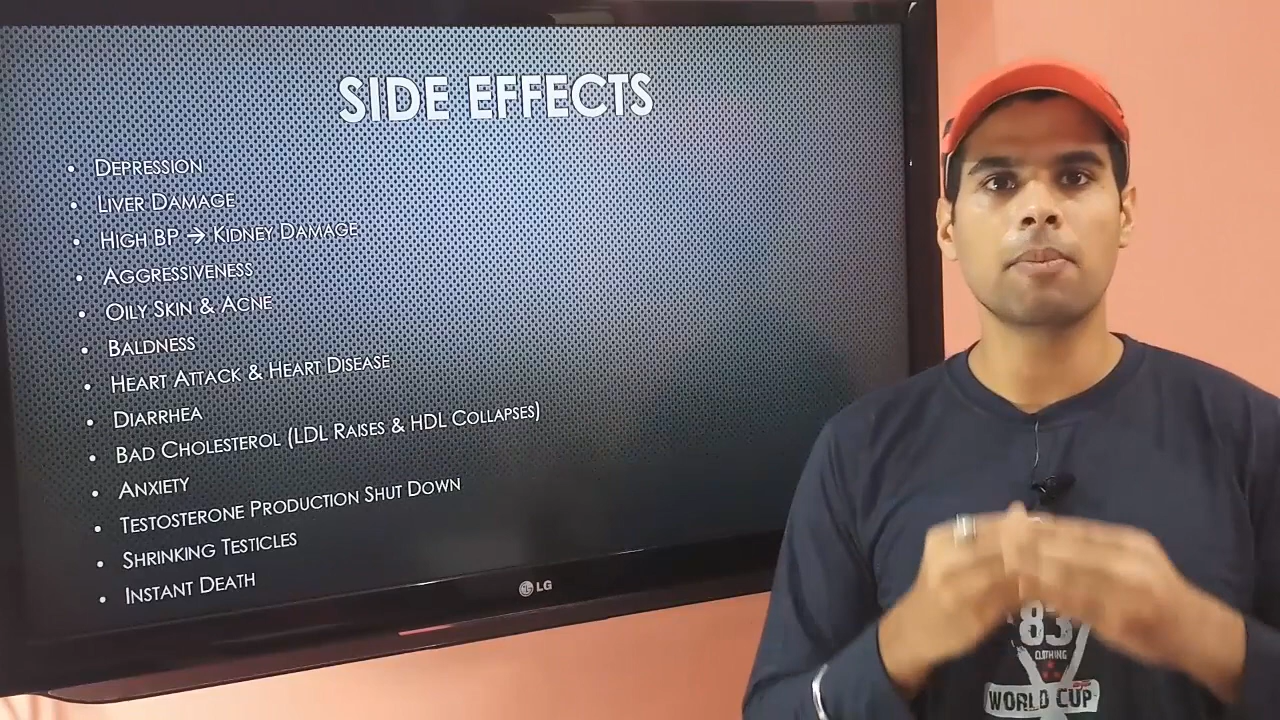 SIDE EFFECTS
• DEPRESSION
• LIVER DAMAGE
• HIGH BP → KIDNEY DAMAGE
• AGGRESSIVENESS
• OILY SKIN & ACNE
• BALDNESS
• HEART ATTACK & HEART DISEASE
• DIARRHEA
• BAD CHOLESTEROL (LDL RAISES & HDL COLLAPSES)
• ANXIETY
• TESTOSTERONE PRODUCTION SHUT DOWN
• SHRINKING TESTICLES
• INSTANT DEATH
LG
83
CLOTHING
WORLD CUP